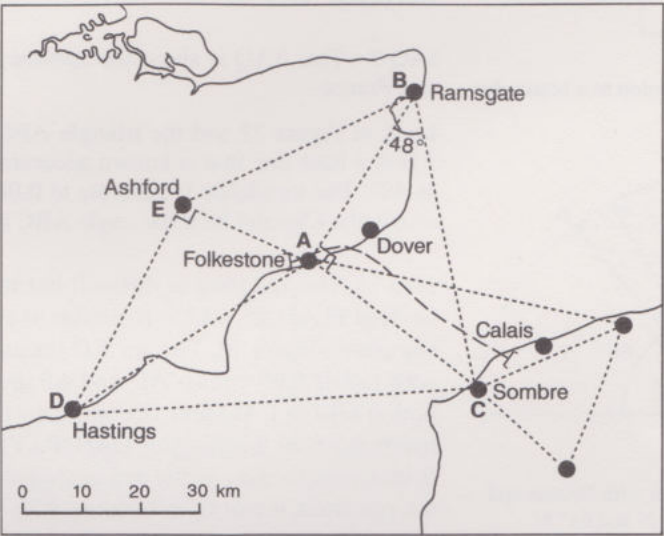 B
Ramsgate
48°
Ashford
E
A
Folkestone
Dover
Calais
D
Sombre
C
Hastings
0 10 20 30 km